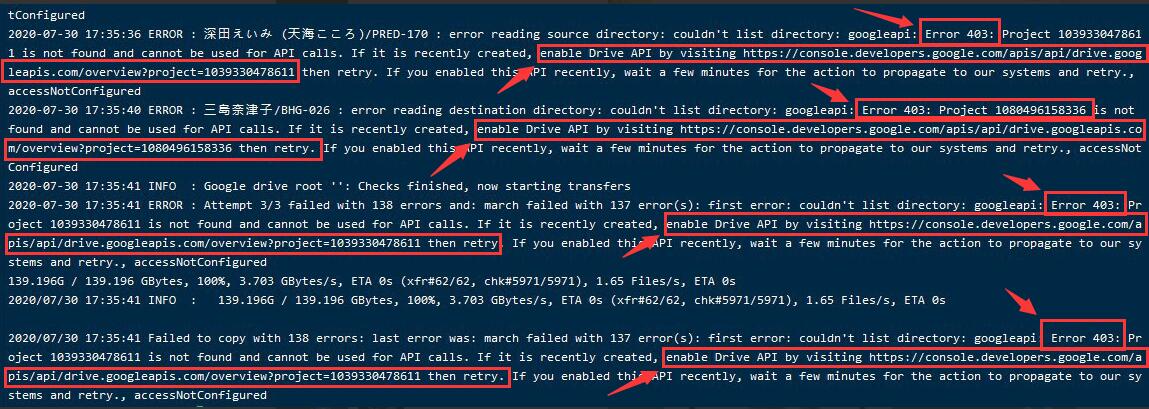 tConfigured
2020-07-30 17:35:36 ERROR : 深田えいみ (天海こころ)/PRED-170 : error reading source directory: couldn't list directory: googleapi: Error 403: Project 103933047861
1 is not found and cannot be used for API calls. If it is recently created, enable Drive API by visiting https://console.developers.google.com/apis/api/drive.goog
leapis.com/overview?project=1039330478611 then retry. If you enabled this API recently, wait a few minutes for the action to propagate to our systems and retry.,
accessNotConfigured
2020-07-30 17:35:40 ERROR : 三島奈津子/BHG-026 : error reading destination directory: couldn't list directory: googleapi: Error 403: Project 1080496158336 is not
found and cannot be used for API calls. If it is recently created, enable Drive API by visiting https://console.developers.google.com/apis/api/drive.googleapis.co
m/overview?project=1080496158336 then retry. If you enabled this API recently, wait a few minutes for the action to propagate to our systems and retry., accessNot
Configured
2020-07-30 17:35:41 INFO  : Google drive root '': Checks finished, now starting transfers
2020-07-30 17:35:41 ERROR : Attempt 3/3 failed with 138 errors and: march failed with 137 error(s): first error: couldn't list directory: googleapi: Error 403: Pr
oject 1039330478611 is not found and cannot be used for API calls. If it is recently created, enable Drive API by visiting https://console.developers.google.com/a
pis/api/drive.googleapis.com/overview?project=1039330478611 then retry. If you enabled this API recently, wait a few minutes for the action to propagate to our sy
stems and retry., accessNotConfigured
139.196G / 139.196 GBytes, 100%, 3.703 GBytes/s, ETA 0s (xfr#62/62, chk#5971/5971), 1.65 Files/s, ETA 0s
2020/07/30 17:35:41 INFO  :   139.196G / 139.196 GBytes, 100%, 3.703 GBytes/s, ETA 0s (xfr#62/62, chk#5971/5971), 1.65 Files/s, ETA 0s
2020/07/30 17:35:41 Failed to copy with 138 errors: last error was: march failed with 137 error(s): first error: couldn't list directory: googleapi: Error 403: Pr
oject 1039330478611 is not found and cannot be used for API calls. If it is recently created, enable Drive API by visiting https://console.developers.google.com/a
pis/api/drive.googleapis.com/overview?project=1039330478611 then retry. If you enabled this API recently, wait a few minutes for the action to propagate to our sy
stems and retry., accessNotConfigured